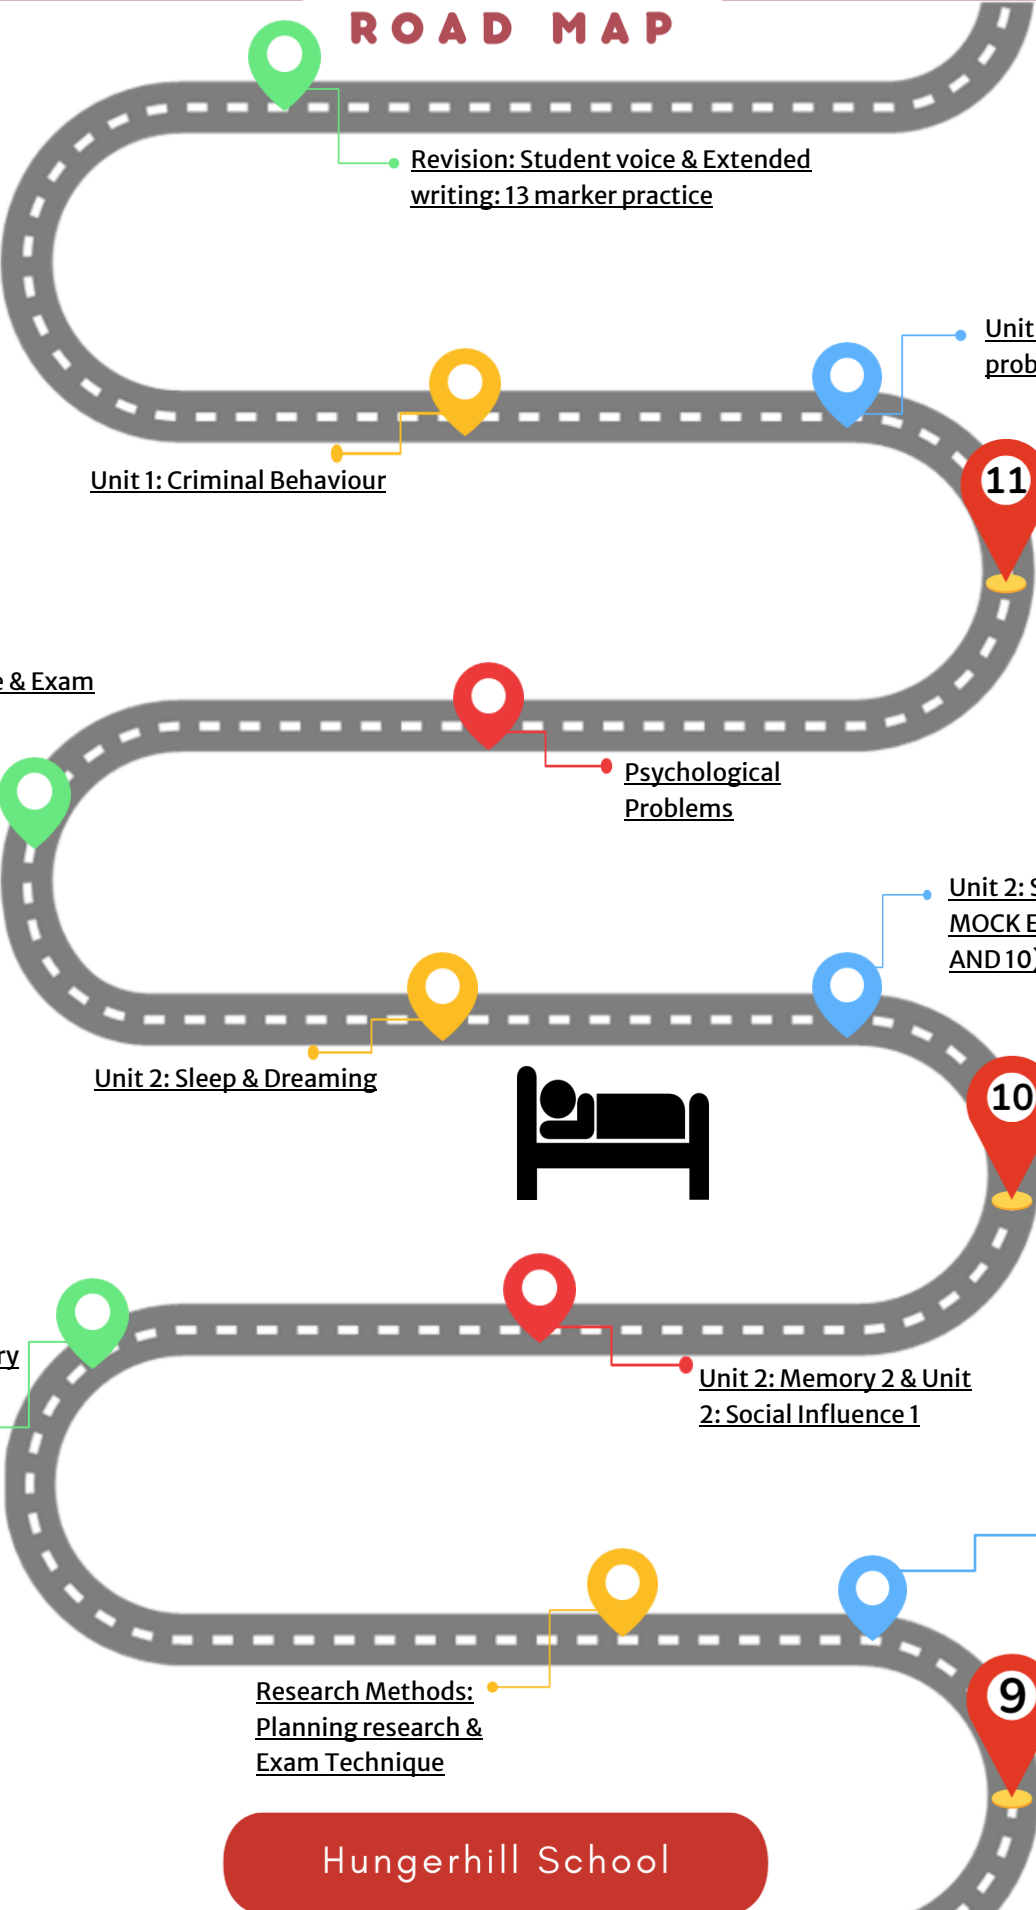 ROAD MAP
Revision: Student voice & Extended
writing: 13 marker practice
Unit
prob
Unit 1: Criminal Behaviour
11
e & Exam
Psychological
Problems
Unit 2: S
MOCK E
AND 10)
Unit 2: Sleep & Dreaming
10
ry
Unit 2: Memory 2 & Unit
2: Social Influence 1
Research Methods:
Planning research &
Exam Technique
9
Hungerhill School